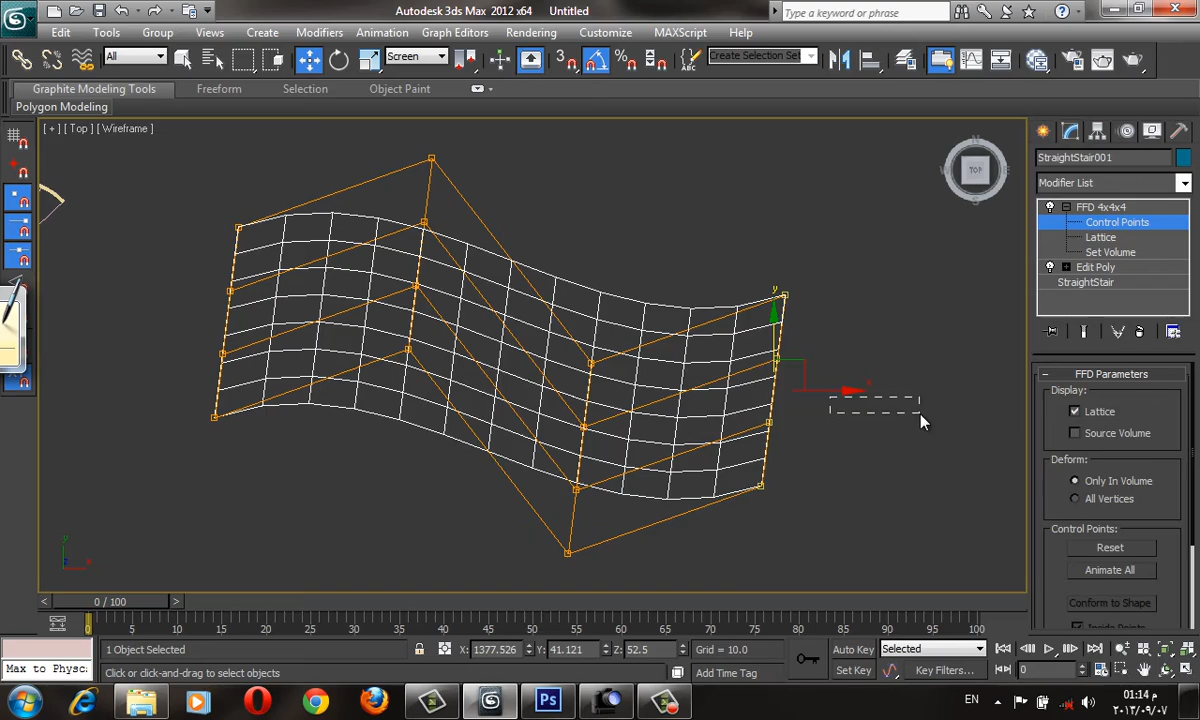 Autodesk 3ds Max 2012 x64 Untitled
Type a keyword or phrase
Edit Tools Group Views Create Modifiers Animation Graph Editors Rendering Customize MAXScript Help
All Screen 3 Create Selection Set
Graphite Modeling Tools Freeform Selection Object Paint
Polygon Modeling
[ + ] [ Top ] [ Wireframe ]
TOP
StraightStair001
Modifier List
FFD 4x4x4
Control Points
Lattice
Set Volume
Edit Poly
StraightStair
y
x
FFD Parameters
Display:
Lattice
Source Volume
Deform:
Only In Volume
All Vertices
Control Points:
Reset
Animate All
Conform to Shape
Inside Points
y
z x
< 0 / 100 >
0 5 10 15 20 25 30 35 40 45 50 55 60 65 70 75 80 85 90 95 100
1 Object Selected X: 1377.526 Y: 41.121 Z: 52.5 Grid = 10.0 Auto Key Selected
Max to Physc Click or click-and-drag to select objects Add Time Tag Set Key Key Filters... 0
EN
01:14 م
٢٠١٣/٠٩/٠٧